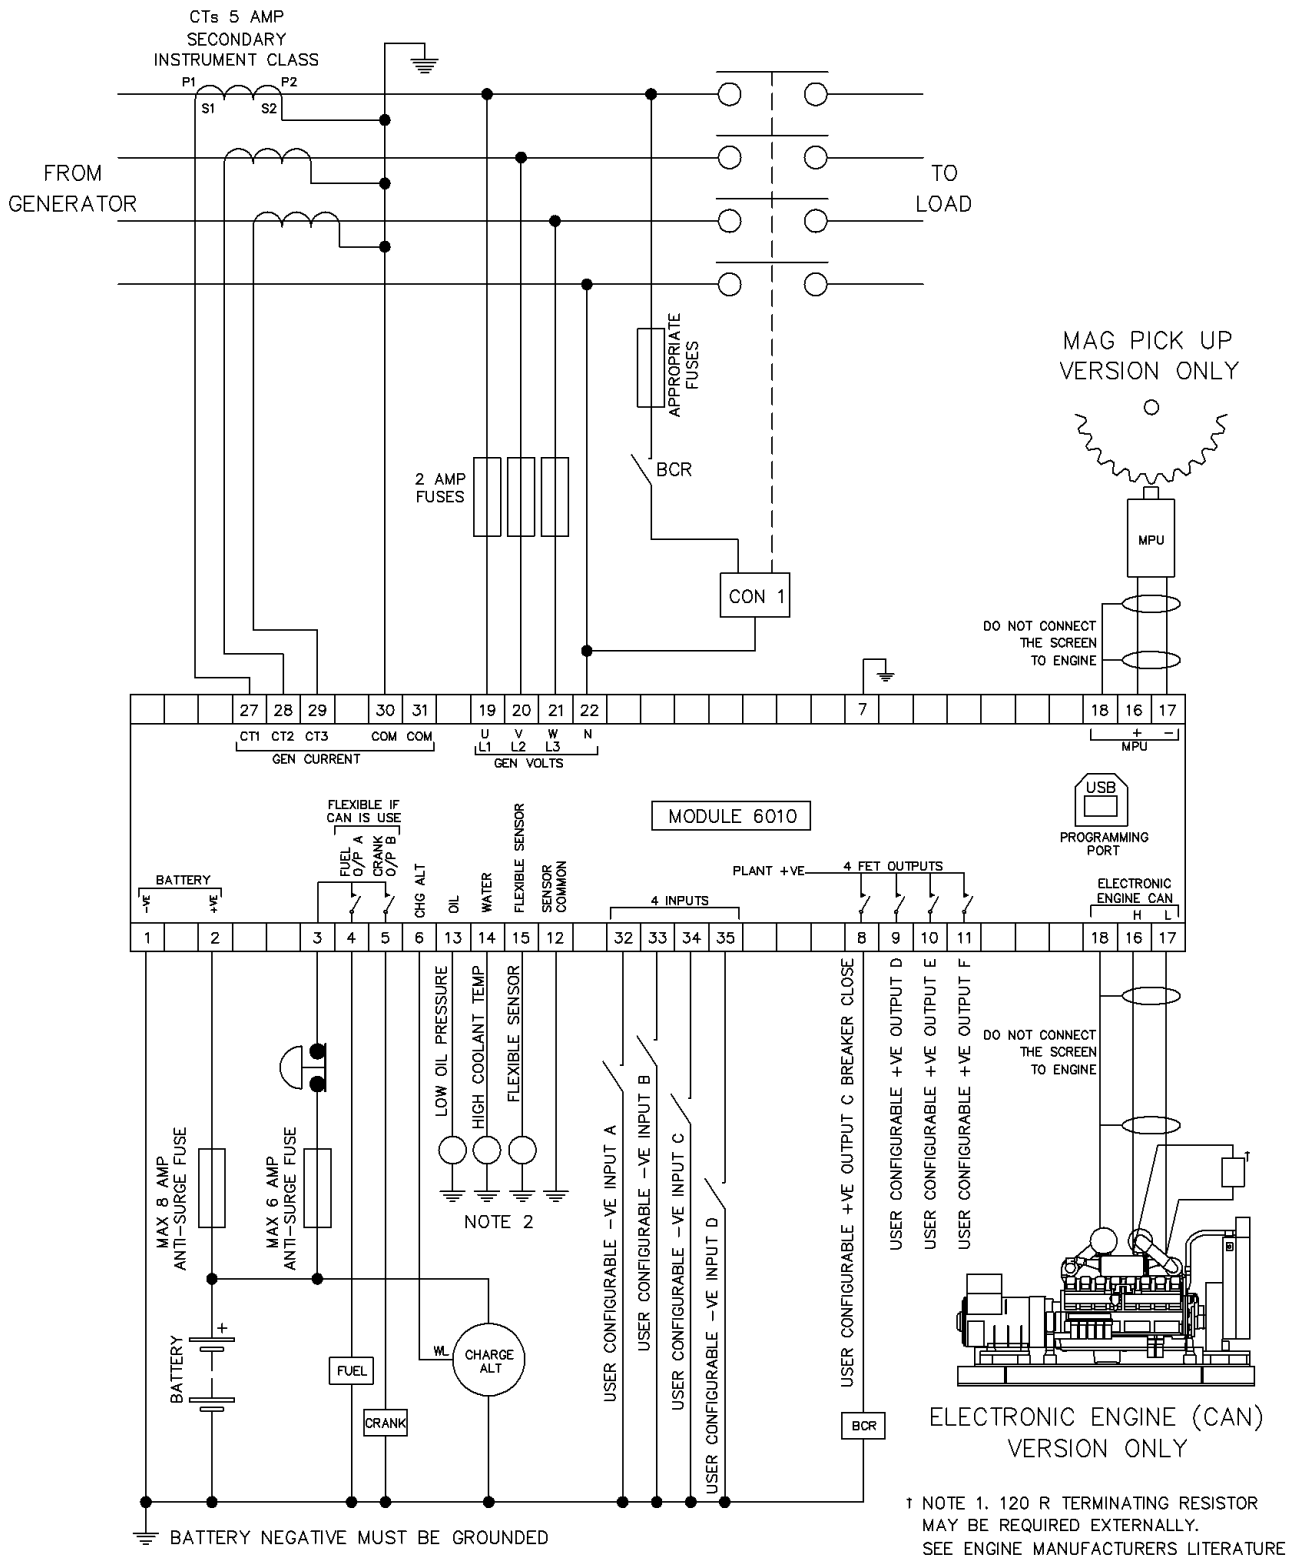 CTs 5 AMP
SECONDARY
INSTRUMENT CLASS
P1
P2
S1
S2
FROM
GENERATOR
TO
LOAD
APPROPRIATE
FUSES
MAG PICK UP
VERSION ONLY
2 AMP
FUSES
BCR
MPU
CON 1
DO NOT CONNECT
THE SCREEN
TO ENGINE
27 28 29 30 31 19 20 21 22 7 18 16 17
CT1 CT2 CT3 COM COM U V W N + −
L1 L2 L3
GEN CURRENT
GEN VOLTS
MPU
FLEXIBLE IF
CAN IS USE
MODULE 6010
USB
PROGRAMMING
PORT
FUEL
O/P A
CRANK
O/P B
CHG ALT
OIL
WATER
FLEXIBLE SENSOR
SENSOR
COMMON
BATTERY
−VE
+VE
4 INPUTS
PLANT +VE
4 FET OUTPUTS
ELECTRONIC
ENGINE CAN
H L
1 2 3 4 5 6 13 14 15 12 32 33 34 35 8 9 10 11 18 16 17
LOW OIL PRESSURE
HIGH COOLANT TEMP
FLEXIBLE SENSOR
NOTE 2
USER CONFIGURABLE −VE INPUT A
USER CONFIGURABLE −VE INPUT B
USER CONFIGURABLE −VE INPUT C
USER CONFIGURABLE −VE INPUT D
USER CONFIGURABLE +VE OUTPUT C BREAKER CLOSE
USER CONFIGURABLE +VE OUTPUT D
USER CONFIGURABLE +VE OUTPUT E
USER CONFIGURABLE +VE OUTPUT F
DO NOT CONNECT
THE SCREEN
TO ENGINE
†
MAX 8 AMP
ANTI−SURGE FUSE
MAX 6 AMP
ANTI−SURGE FUSE
BATTERY
+
WL
CHARGE
ALT
FUEL
CRANK
BCR
ELECTRONIC ENGINE (CAN)
VERSION ONLY
BATTERY NEGATIVE MUST BE GROUNDED
† NOTE 1. 120 R TERMINATING RESISTOR
MAY BE REQUIRED EXTERNALLY.
SEE ENGINE MANUFACTURERS LITERATURE